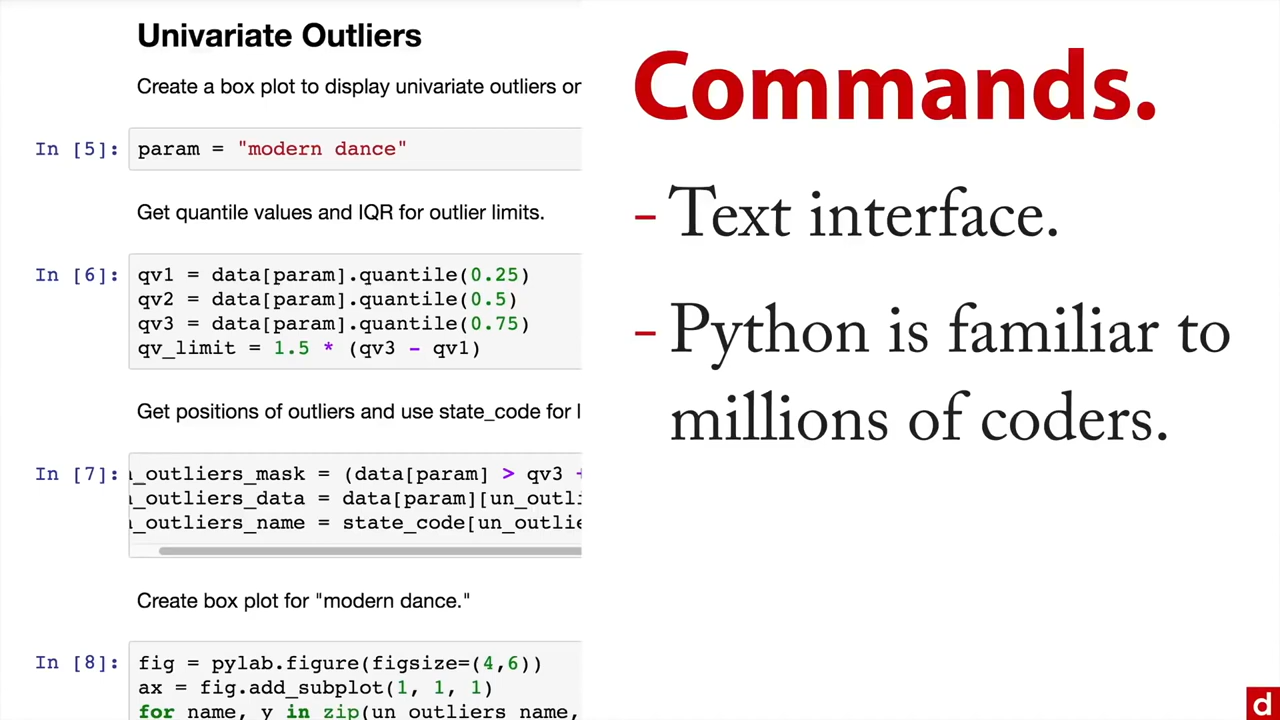 Univariate Outliers
Create a box plot to display univariate outliers on
In [5]: param = "modern dance"
Get quantile values and IQR for outlier limits.
In [6]: qv1 = data[param].quantile(0.25)
qv2 = data[param].quantile(0.5)
qv3 = data[param].quantile(0.75)
qv_limit = 1.5 * (qv3 - qv1)
Get positions of outliers and use state_code for l
In [7]: n_outliers_mask = (data[param] > qv3 +
n_outliers_data = data[param][un_outli
n_outliers_name = state_code[un_outlie
Create box plot for "modern dance."
In [8]: fig = pylab.figure(figsize=(4,6))
ax = fig.add_subplot(1, 1, 1)
for name, y in zip(un_outliers_name,
Commands.
- Text interface.
- Python is familiar to
millions of coders.
d